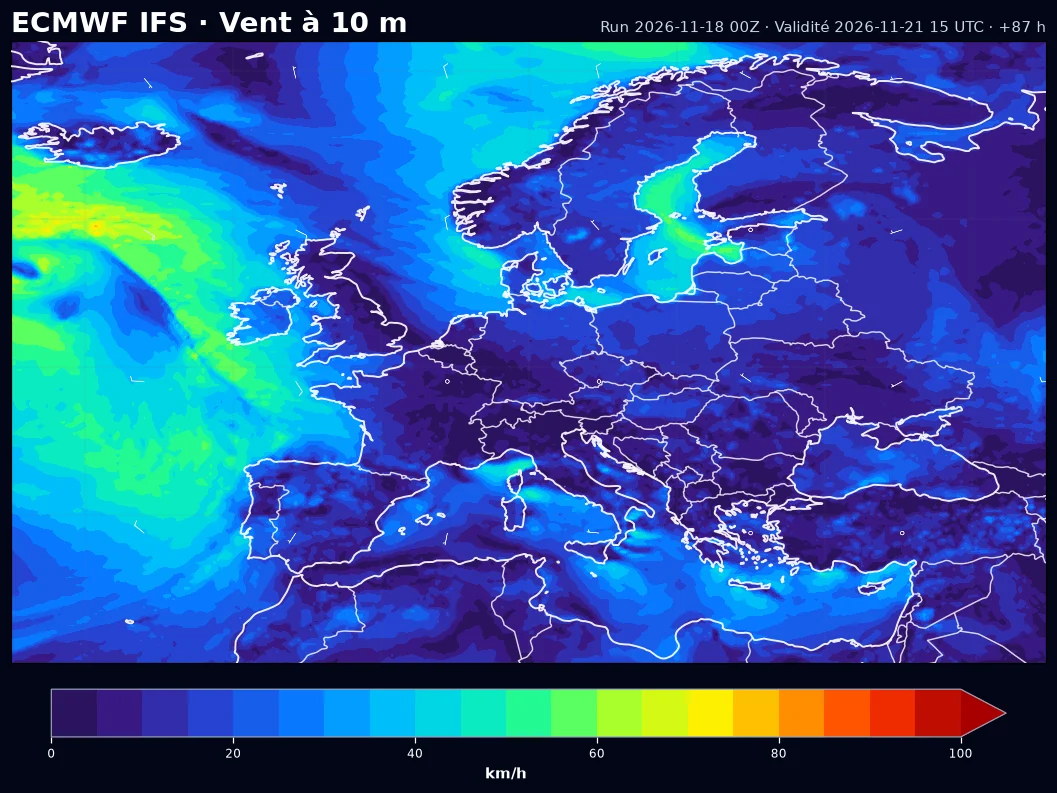 ECMWF IFS · Vent à 10 m
Run 2026-11-18 00Z · Validité 2026-11-21 15 UTC · +87 h
0 20 40 60 80 100
km/h